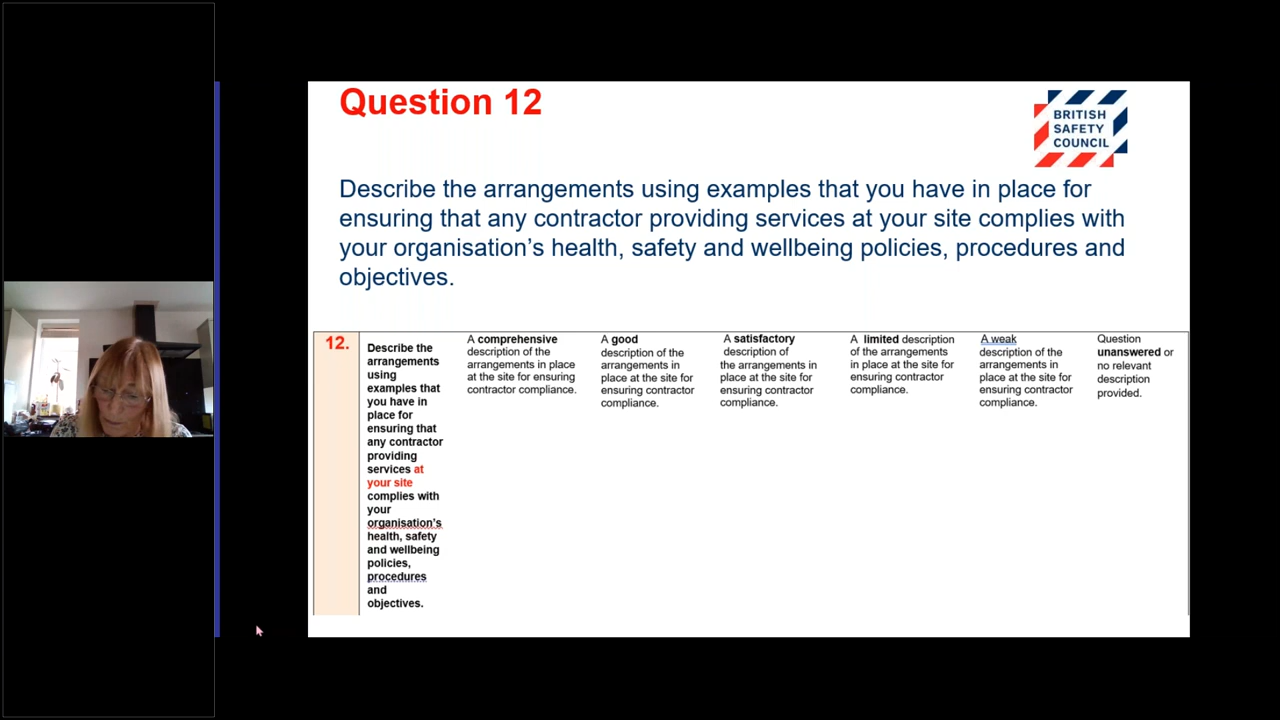 Question 12
BRITISH
SAFETY
COUNCIL
Describe the arrangements using examples that you have in place for
ensuring that any contractor providing services at your site complies with
your organisation's health, safety and wellbeing policies, procedures and
objectives.
12.
Describe the
arrangements
using
examples that
you have in
place for
ensuring that
any contractor
providing
services at
your site
complies with
your
organisation's
health, safety
and wellbeing
policies,
procedures
and
objectives.
A comprehensive
description of the
arrangements in place
at the site for ensuring
contractor compliance.
A good
description of the
arrangements in
place at the site for
ensuring contractor
compliance.
A satisfactory
description of
the arrangements in
place at the site for
ensuring contractor
compliance.
A limited description
of the arrangements
in place at the site for
ensuring contractor
compliance.
A weak
description of the
arrangements in
place at the site for
ensuring contractor
compliance.
Question
unanswered or
no relevant
description
provided.